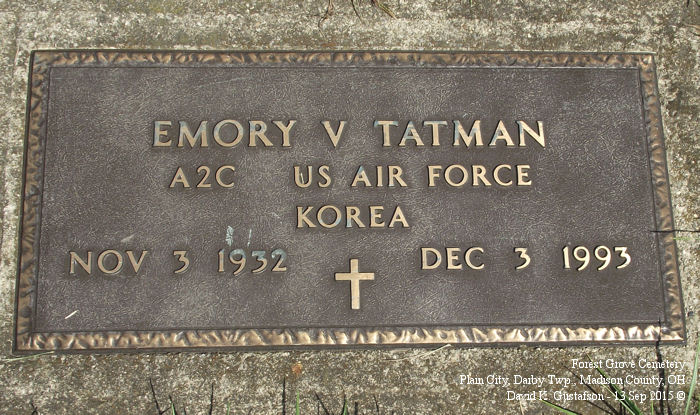 EMORY V TATMAN
A2C US AIR FORCE
KOREA
NOV 3 1932 DEC 3 1993
Forest Grove Cemetery
Plain City, Darby Twp., Madison County, OH
David K. Gustafson - 13 Sep 2015 ©